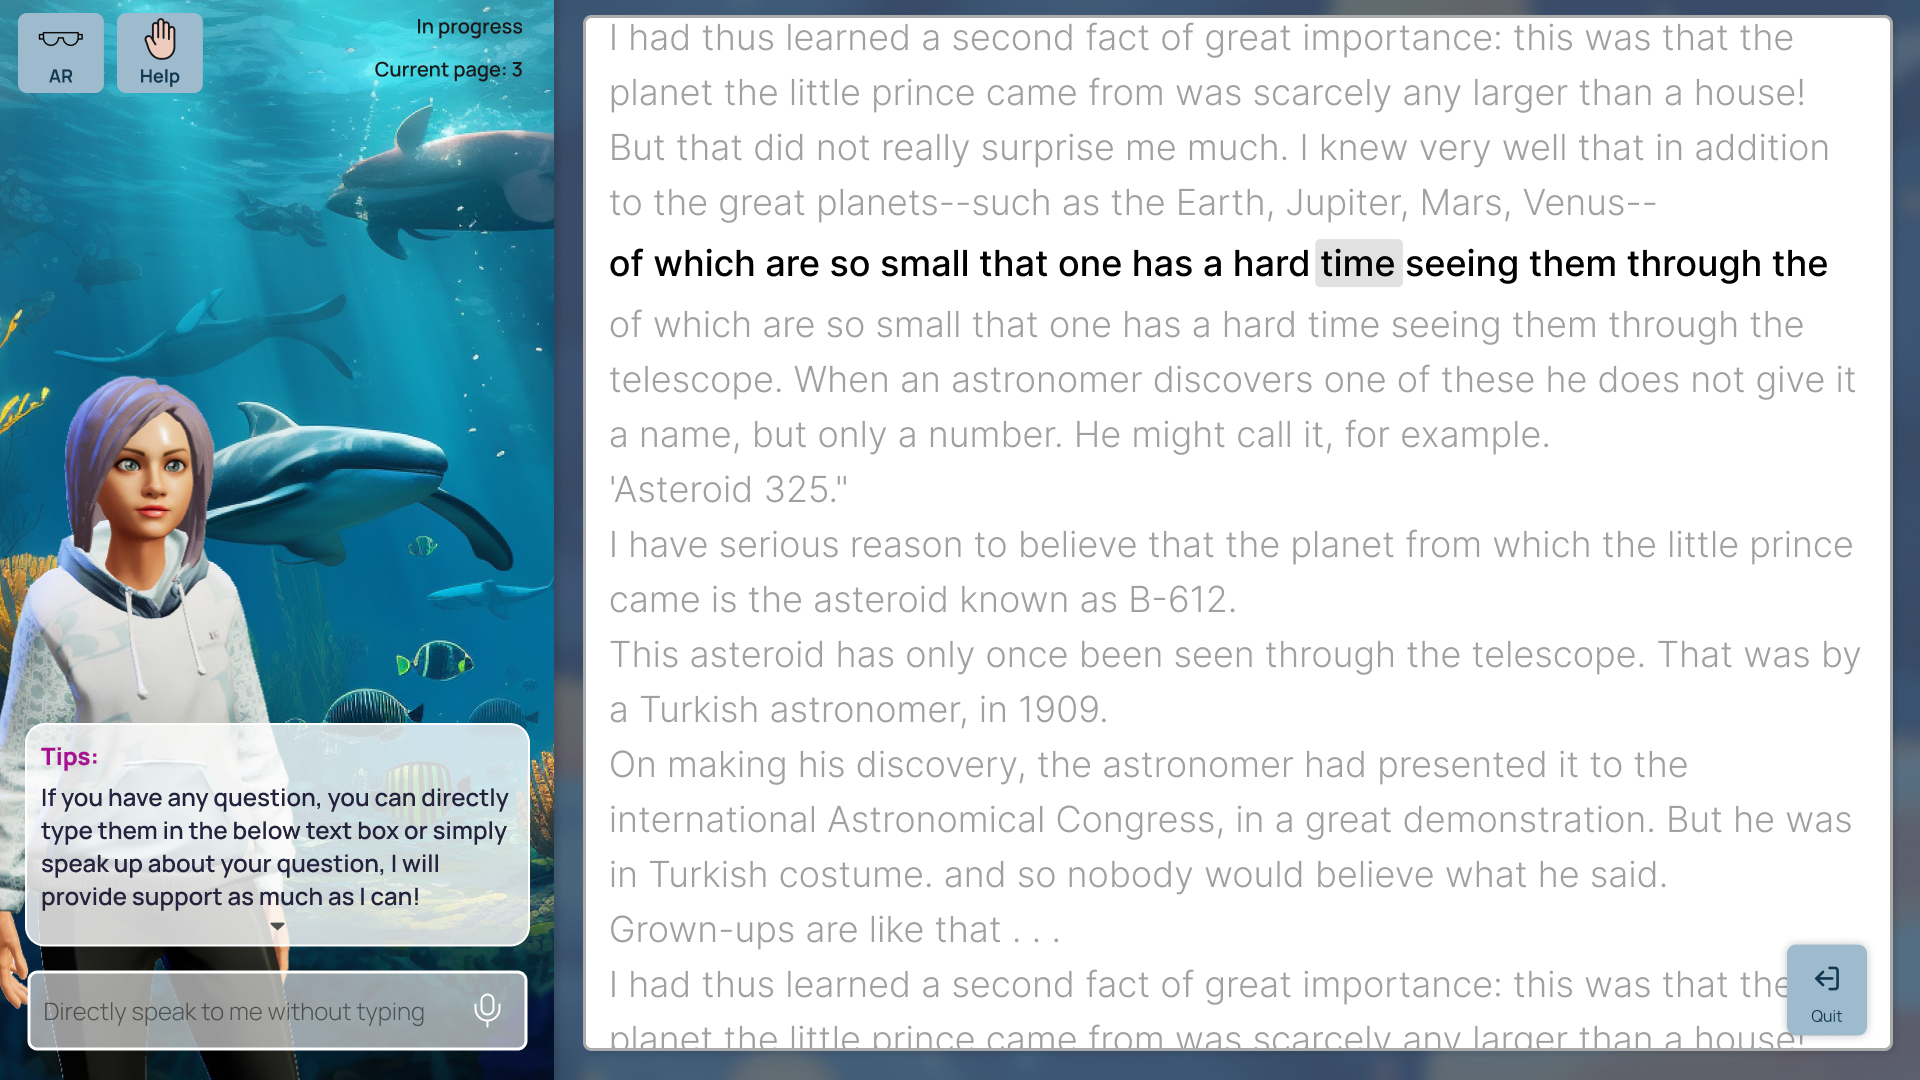 AR
Help
In progress
Current page: 3
Tips:
If you have any question, you can directly
type them in the below text box or simply
speak up about your question, I will
provide support as much as I can!
Directly speak to me without typing
I had thus learned a second fact of great importance: this was that the
planet the little prince came from was scarcely any larger than a house!
But that did not really surprise me much. I knew very well that in addition
to the great planets--such as the Earth, Jupiter, Mars, Venus--
of which are so small that one has a hard time seeing them through the
of which are so small that one has a hard time seeing them through the
telescope. When an astronomer discovers one of these he does not give it
a name, but only a number. He might call it, for example.
'Asteroid 325."
I have serious reason to believe that the planet from which the little prince
came is the asteroid known as B-612.
This asteroid has only once been seen through the telescope. That was by
a Turkish astronomer, in 1909.
On making his discovery, the astronomer had presented it to the
international Astronomical Congress, in a great demonstration. But he was
in Turkish costume. and so nobody would believe what he said.
Grown-ups are like that . . .
I had thus learned a second fact of great importance: this was that the
planet the little prince came from was scarcely any larger than a house!
Quit